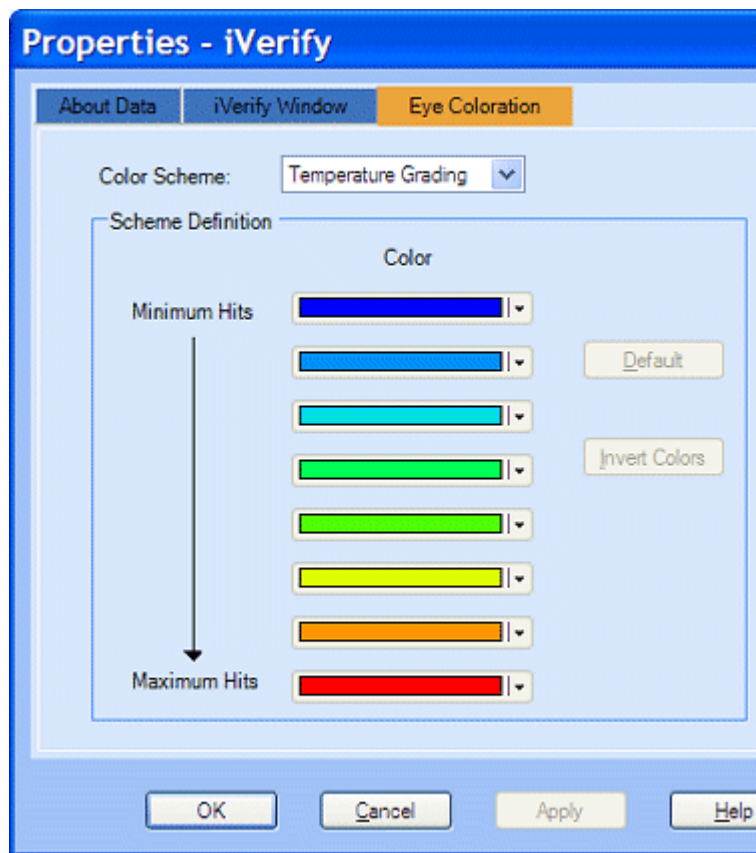 Properties - iVerify
About Data
iVerify Window
Eye Coloration
Color Scheme:
Temperature Grading
Scheme Definition
Color
Minimum Hits
Default
Invert Colors
Maximum Hits
OK
Cancel
Apply
Help